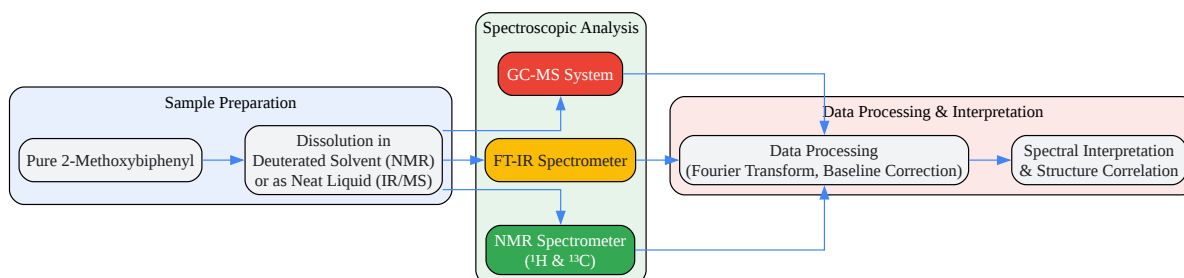 Spectroscopic Analysis
GC-MS System
Sample Preparation
Data Processing & Interpretation
Pure 2-Methoxybiphenyl
Dissolution in
Deuterated Solvent (NMR)
or as Neat Liquid (IR/MS)
FT-IR Spectrometer
Data Processing
(Fourier Transform, Baseline Correction)
Spectral Interpretation
& Structure Correlation
NMR Spectrometer
(¹H & ¹³C)